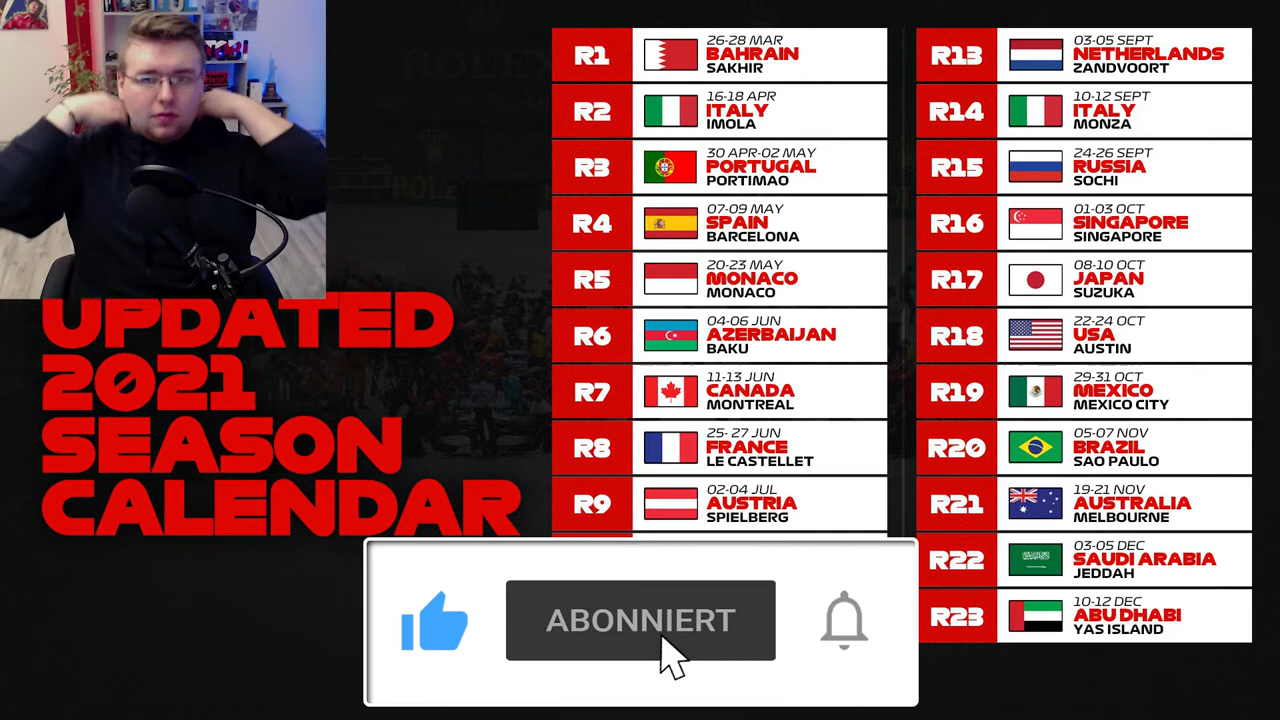 UPDATED
2021
SEASON
CALENDAR
R1
26-28 MAR
BAHRAIN
SAKHIR
R2
16-18 APR
ITALY
IMOLA
R3
30 APR-02 MAY
PORTUGAL
PORTIMAO
R4
07-09 MAY
SPAIN
BARCELONA
R5
20-23 MAY
MONACO
MONACO
R6
04-06 JUN
AZERBAIJAN
BAKU
R7
11-13 JUN
CANADA
MONTREAL
R8
25- 27 JUN
FRANCE
LE CASTELLET
R9
02-04 JUL
AUSTRIA
SPIELBERG
R13
03-05 SEPT
NETHERLANDS
ZANDVOORT
R14
10-12 SEPT
ITALY
MONZA
R15
24-26 SEPT
RUSSIA
SOCHI
R16
01-03 OCT
SINGAPORE
SINGAPORE
R17
08-10 OCT
JAPAN
SUZUKA
R18
22-24 OCT
USA
AUSTIN
R19
29-31 OCT
MEXICO
MEXICO CITY
R20
05-07 NOV
BRAZIL
SAO PAULO
R21
19-21 NOV
AUSTRALIA
MELBOURNE
R22
03-05 DEC
SAUDI ARABIA
JEDDAH
R23
10-12 DEC
ABU DHABI
YAS ISLAND
ABONNIERT